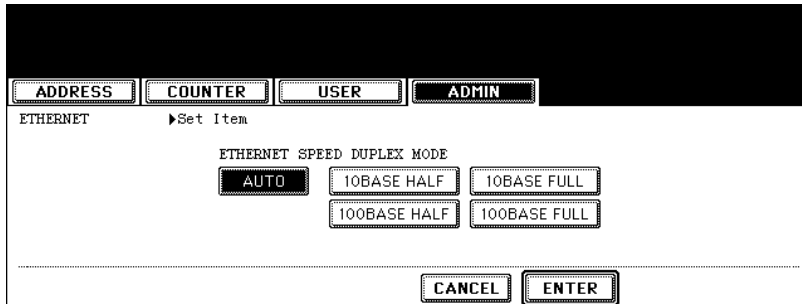 ADDRESS COUNTER USER ADMIN
ETHERNET ▶Set Item
ETHERNET SPEED DUPLEX MODE
AUTO 10BASE HALF 10BASE FULL
100BASE HALF 100BASE FULL
CANCEL ENTER